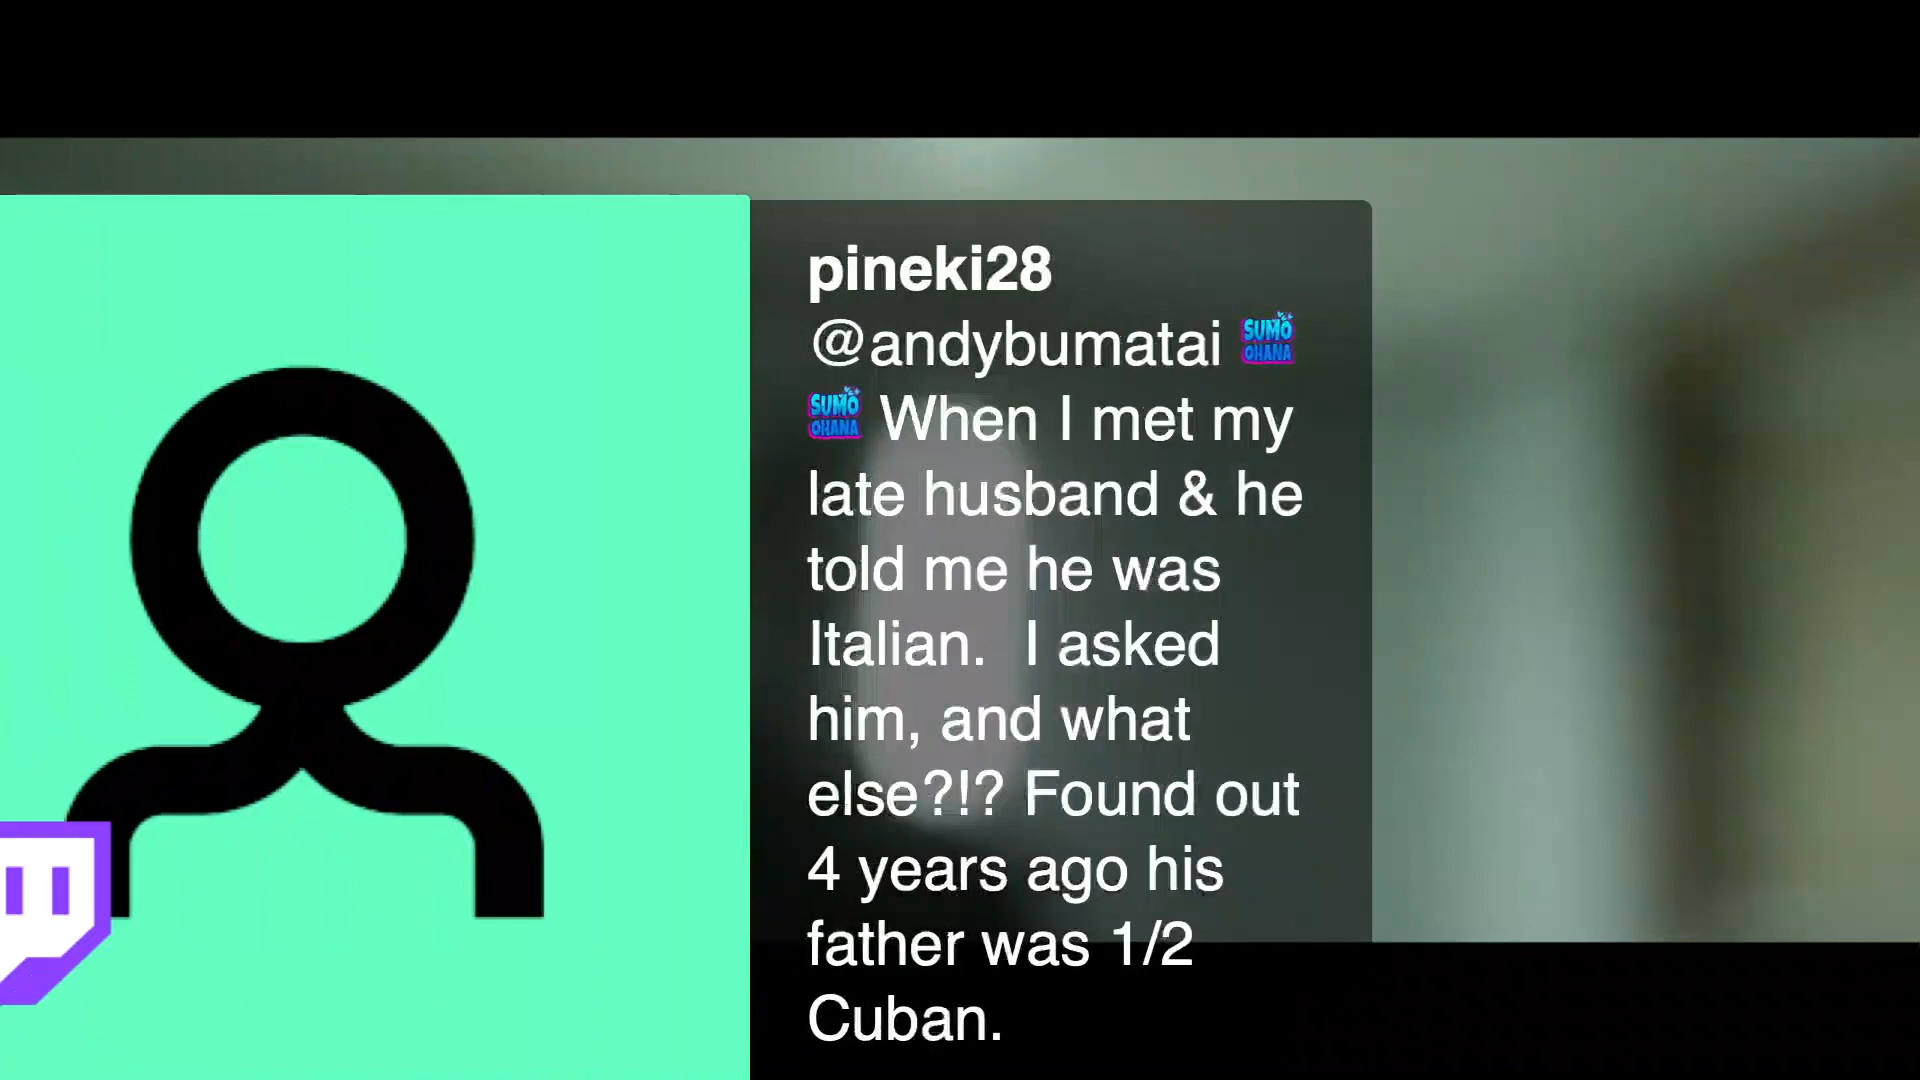 pineki28
@andybumatai SUMO OHANA
SUMO OHANA When I met my
late husband & he
told me he was
Italian.  I asked
him, and what
else?!? Found out
4 years ago his
father was 1/2
Cuban.